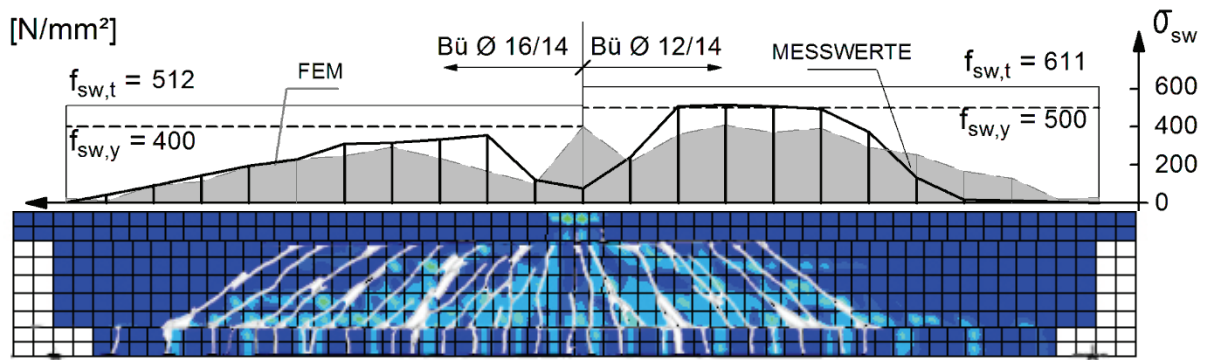 [N/mm²]
Bü Ø 16/14
Bü Ø 12/14
σsw
fsw,t = 512
FEM
MESSWERTE
fsw,t = 611
600
fsw,y = 400
fsw,y = 500
400
200
0